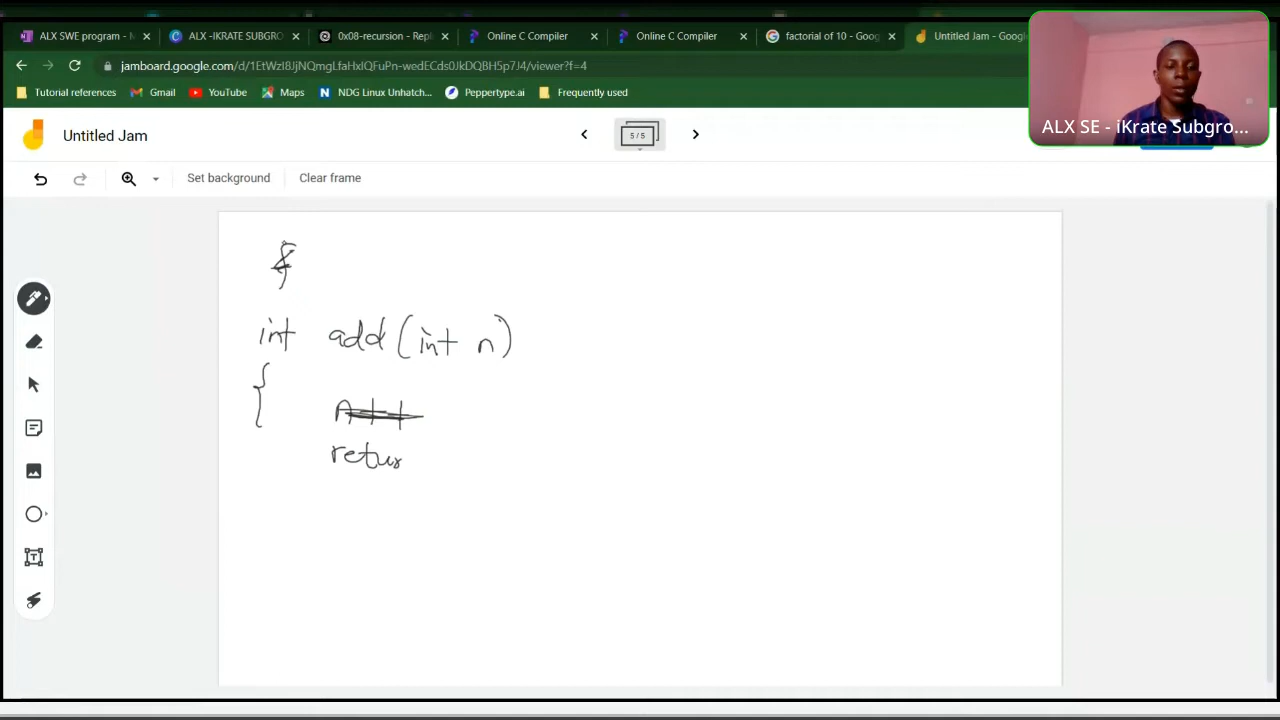 ALX SWE program - M
ALX -IKRATE SUBGRO
0x08-recursion - Repl
Online C Compiler
Online C Compiler
factorial of 10 - Goog
Untitled Jam - Google
jamboard.google.com/d/1EtWzI8JjNQmgLfaHxIQFuPn-wedECds0JkDQBH5p7J4/viewer?f=4
Tutorial references
Gmail
YouTube
Maps
NDG Linux Unhatch...
Peppertype.ai
Frequently used
ALX SE - iKrate Subgro...
Untitled Jam
5 / 5
Set background
Clear frame
int add (int n)
{
retur